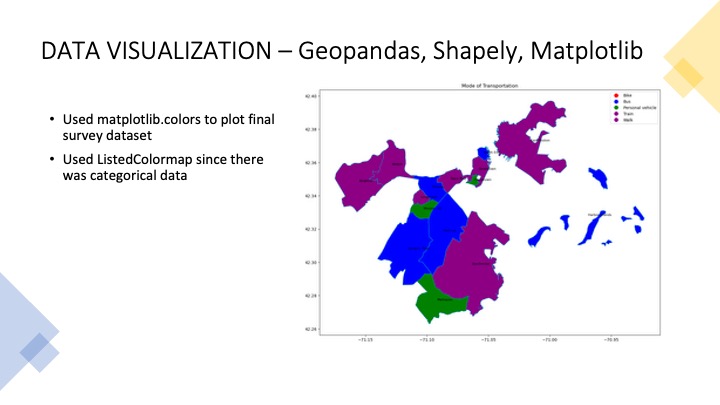 DATA VISUALIZATION – Geopandas, Shapely, Matplotlib
• Used matplotlib.colors to plot final
survey dataset
• Used ListedColormap since there
was categorical data
Mode of Transportation
Bike
Bus
Personal vehicle
Train
Walk
42.40
42.38
42.36
42.34
42.32
42.30
42.28
42.26
−71.15
−71.10
−71.05
−71.00
−70.95